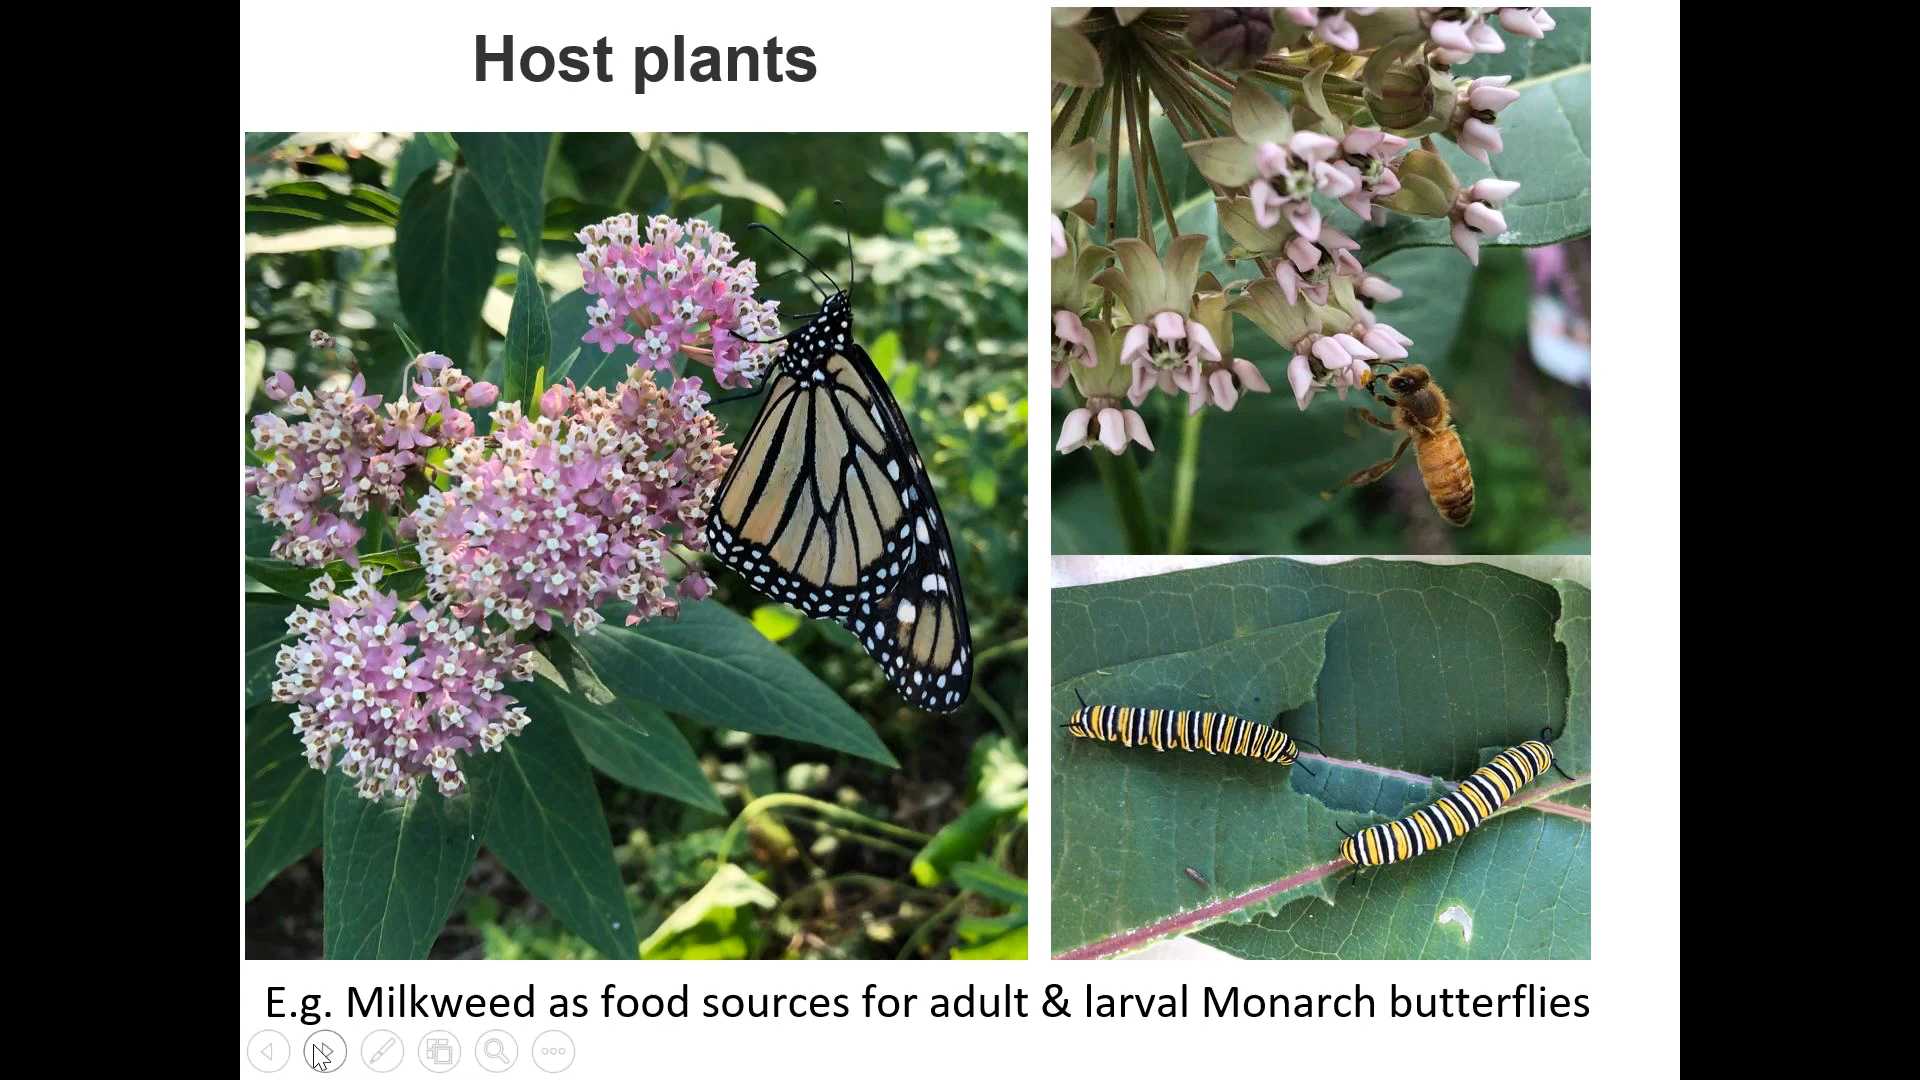 Host plants
E.g. Milkweed as food sources for adult & larval Monarch butterflies